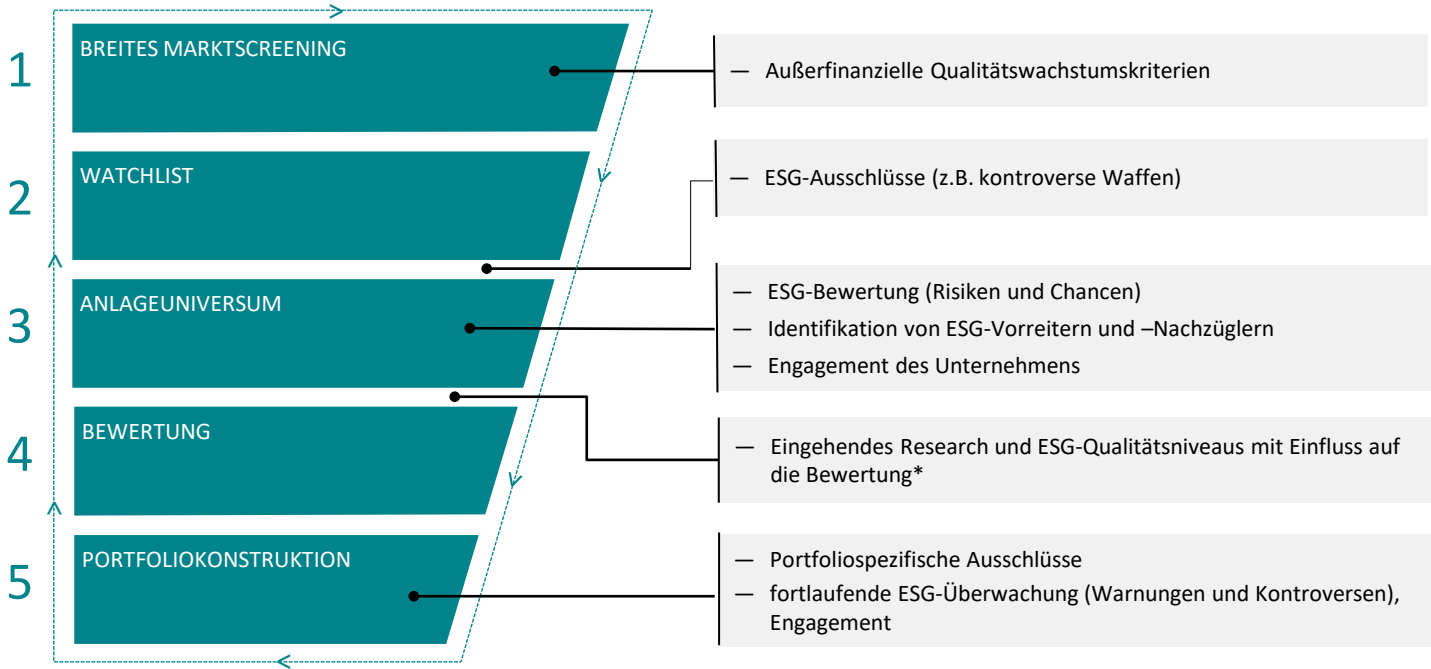 1
BREITES MARKTSCREENING
— Außerfinanzielle Qualitätswachstumskriterien
2
WATCHLIST
— ESG-Ausschlüsse (z.B. kontroverse Waffen)
3
ANLAGEUNIVERSUM
— ESG-Bewertung (Risiken und Chancen)
— Identifikation von ESG-Vorreitern und –Nachzüglern
— Engagement des Unternehmens
4
BEWERTUNG
— Eingehendes Research und ESG-Qualitätsniveaus mit Einfluss auf
die Bewertung*
5
PORTFOLIOKONSTRUKTION
— Portfoliospezifische Ausschlüsse
— fortlaufende ESG-Überwachung (Warnungen und Kontroversen),
Engagement